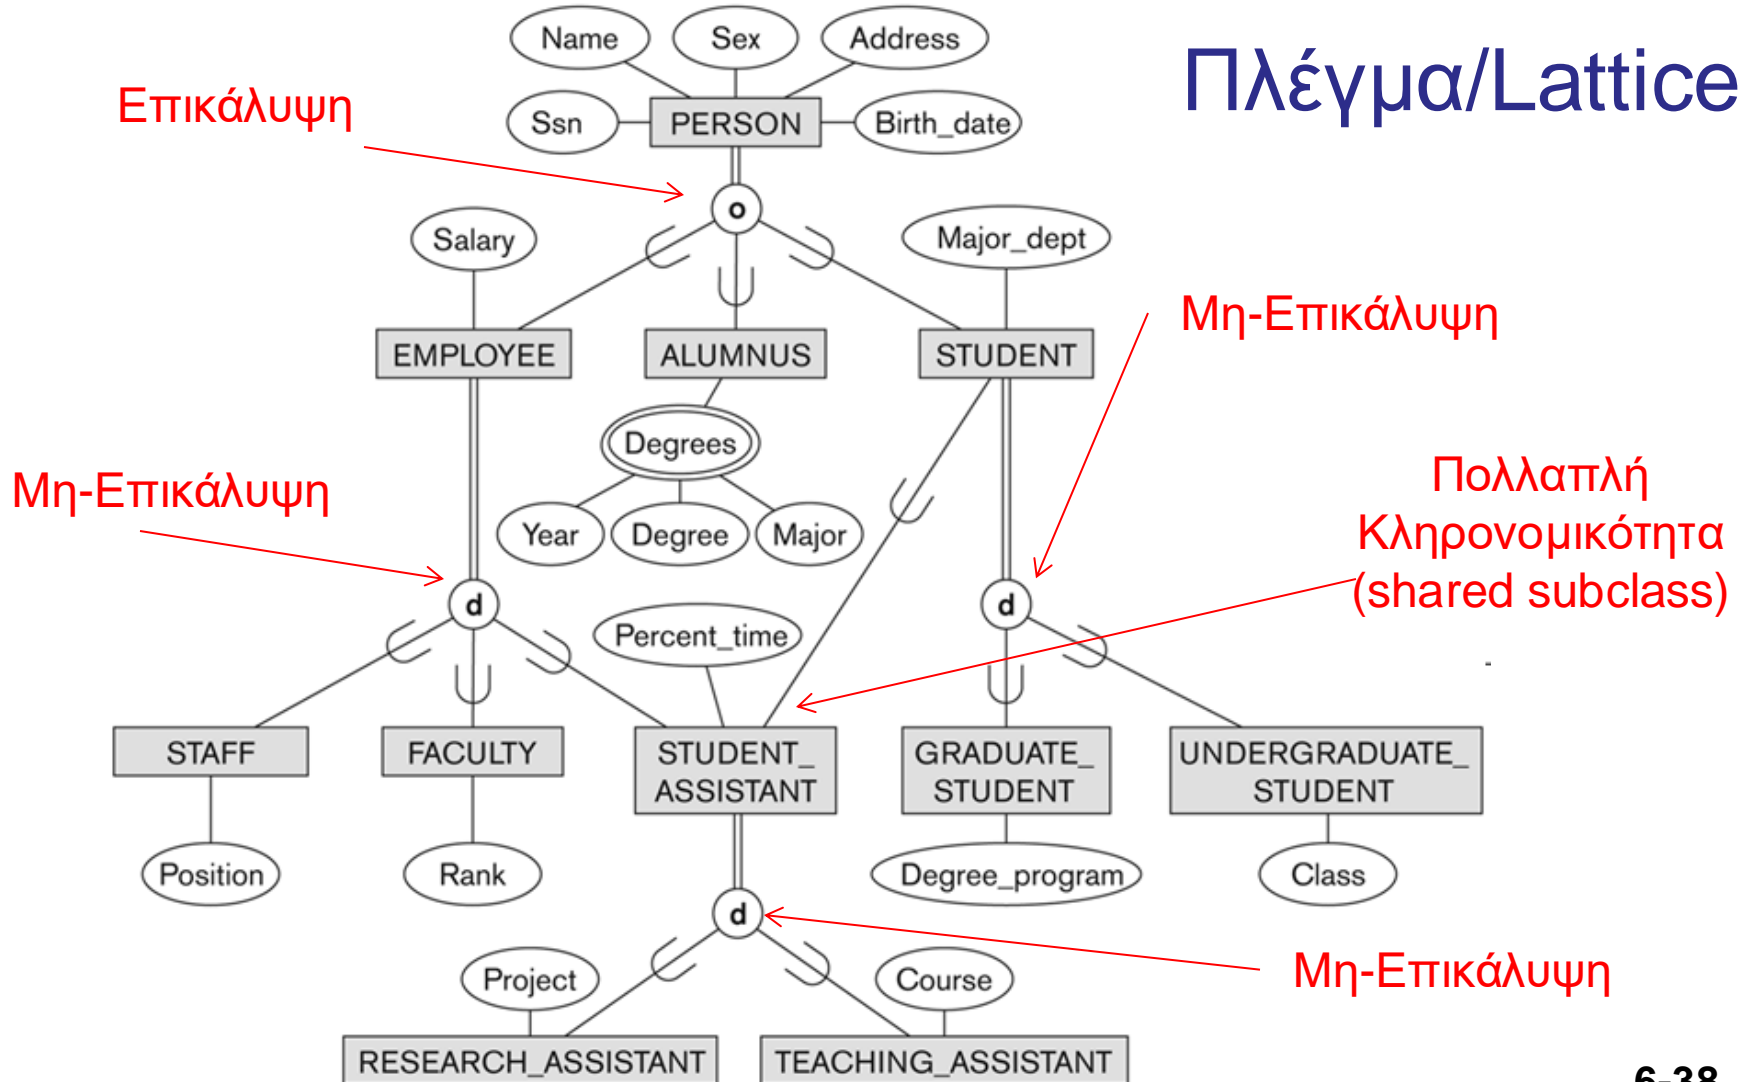 Πλέγμα/Lattice
Name
Sex
Address
Επικάλυψη
Ssn
PERSON
Birth_date
o
Salary
Major_dept
Μη-Επικάλυψη
EMPLOYEE
ALUMNUS
STUDENT
Degrees
Πολλαπλή
Κληρονομικότητα
(shared subclass)
Μη-Επικάλυψη
Year
Degree
Major
d
d
Percent_time
STAFF
FACULTY
STUDENT_
ASSISTANT
GRADUATE_
STUDENT
UNDERGRADUATE_
STUDENT
Position
Rank
Degree_program
Class
d
Project
Course
Μη-Επικάλυψη
RESEARCH_ASSISTANT
TEACHING_ASSISTANT
6-38